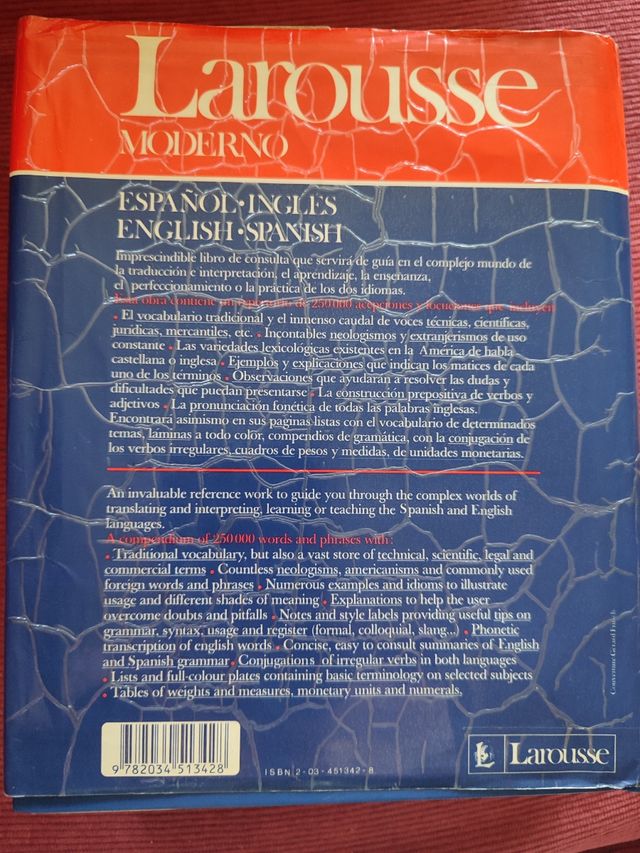 Larousse
MODERNO
ESPAÑOL•INGLES
ENGLISH•SPANISH
Imprescindible libro de consulta que servirá de guía en el complejo mundo de
la traducción e interpretación, el aprendizaje, la enseñanza,
el perfeccionamiento o la práctica de los dos idiomas.
Esta obra contiene un repertorio de 250 000 acepciones y locuciones que incluyen
• El vocabulario tradicional y el inmenso caudal de voces técnicas, científicas,
jurídicas, mercantiles, etc. • Incontables neologismos y extranjerismos de uso
constante • Las variedades lexicológicas existentes en la América de habla
castellana o inglesa • Ejemplos y explicaciones que indican los matices de cada
uno de los términos • Observaciones que ayudarán a resolver las dudas y
dificultades que puedan presentarse • La construcción prepositiva de verbos y
adjetivos • La pronunciación fonética de todas las palabras inglesas.
Encontrará asimismo en sus páginas listas con el vocabulario de determinados
temas, láminas a todo color, compendios de gramática, con la conjugación de
los verbos irregulares, cuadros de pesos y medidas, de unidades monetarias.
An invaluable reference work to guide you through the complex worlds of
translating and interpreting, learning or teaching the Spanish and English
languages.
A compendium of 250 000 words and phrases with :
• Traditional vocabulary, but also a vast store of technical, scientific, legal and
commercial terms • Countless neologisms, americanisms and commonly used
foreign words and phrases • Numerous examples and idioms to illustrate
usage and different shades of meaning • Explanations to help the user
overcome doubts and pitfalls • Notes and style labels providing useful tips on
grammar, syntax, usage and register (formal, colloquial, slang...) • Phonetic
transcription of english words • Concise, easy to consult summaries of English
and Spanish grammar • Conjugations of irregular verbs in both languages
• Lists and full-colour plates containing basic terminology on selected subjects
• Tables of weights and measures, monetary units and numerals.
Couverture Gérard
9 782034 513428
ISBN 2-03-451342-8
Larousse